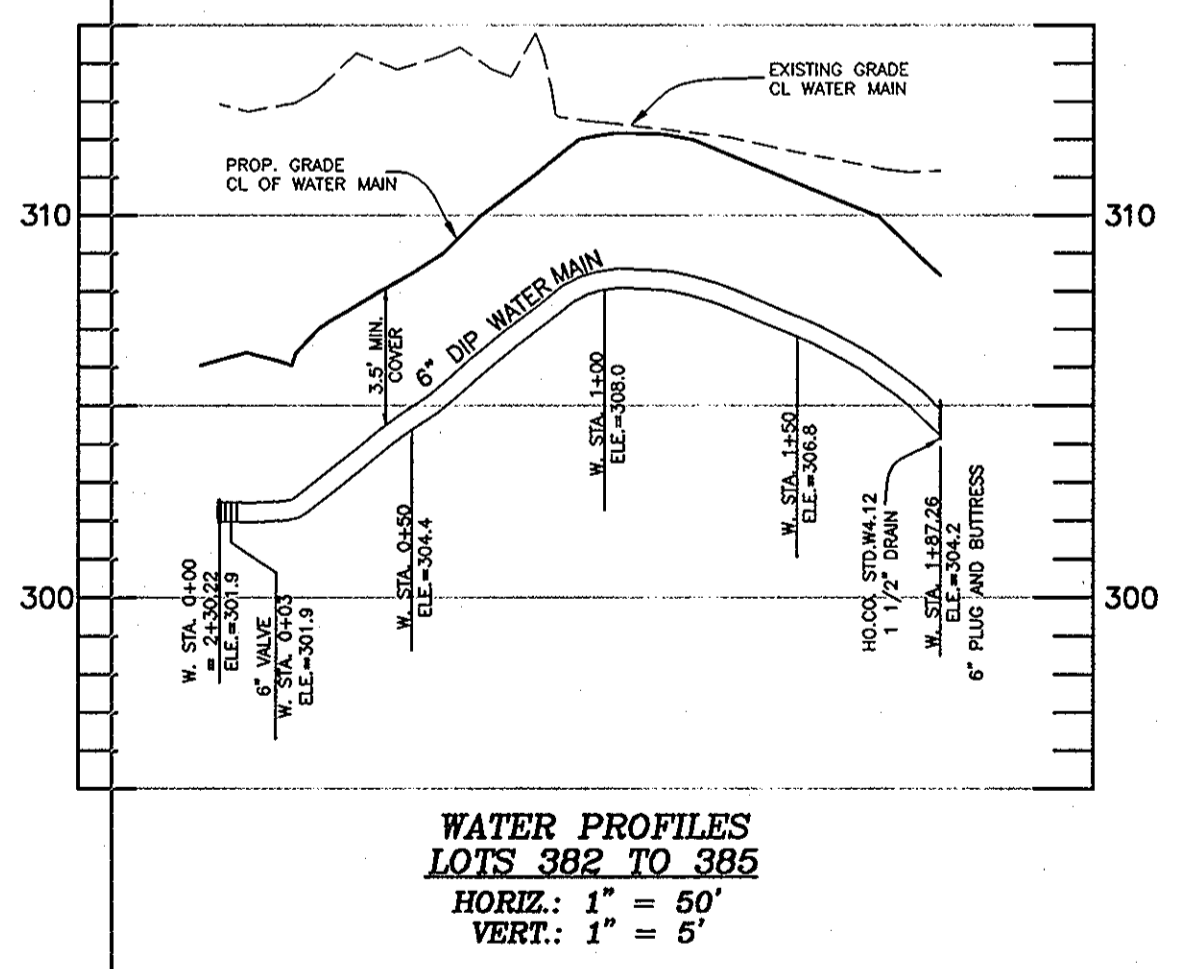 EXISTING GRADE
CL WATER MAIN
PROP. GRADE
CL OF WATER MAIN
310
310
6" DIP WATER MAIN
3.5' MIN.
COVER
300
300
W. STA. 0+00
= 2+30.22
ELE.=301.9
6" VALVE
W. STA. 0+03
ELE.=301.9
W. STA. 0+50
ELE.=304.4
W. STA. 1+00
ELE.=308.0
W. STA. 1+50
ELE.=306.8
HO.CO. STD.W4.12
1 1/2" DRAIN
W. STA. 1+87.26
ELE.=304.2
6" PLUG AND BUTTRESS
WATER PROFILES
LOTS 382 TO 385
HORIZ.: 1" = 50'
VERT.: 1" = 5'